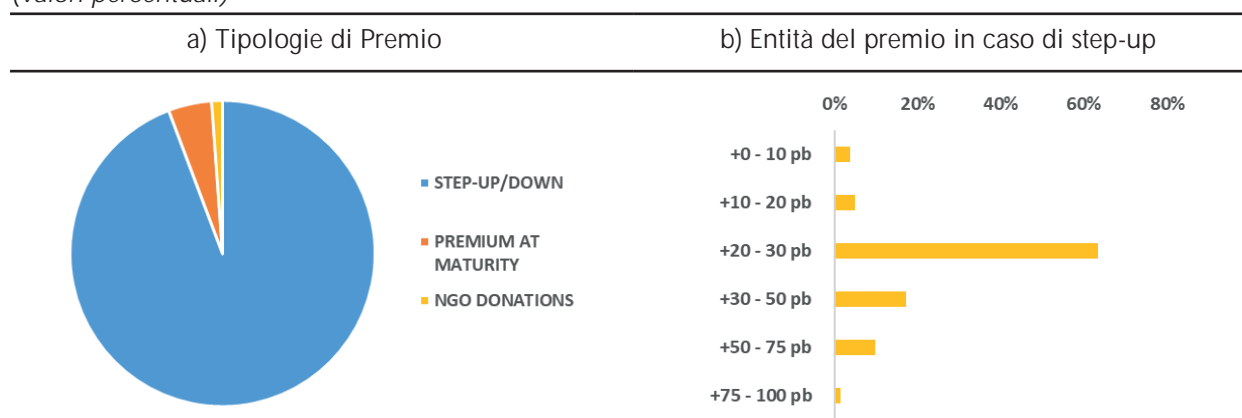 (valori percentuali)
a) Tipologie di Premio
b) Entità del premio in caso di step-up
STEP-UP/DOWN
PREMIUM AT
MATURITY
NGO DONATIONS
0% 20% 40% 60% 80%
+0 - 10 pb
+10 - 20 pb
+20 - 30 pb
+30 - 50 pb
+50 - 75 pb
+75 - 100 pb